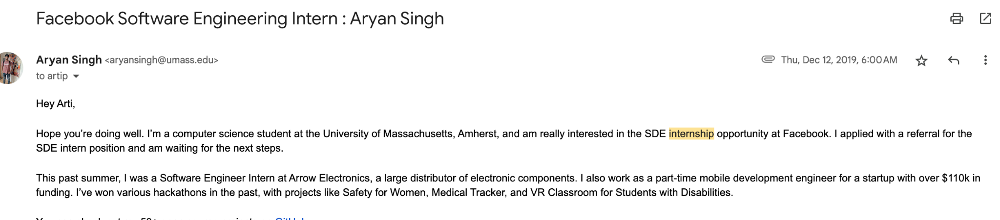 Facebook Software Engineering Intern : Aryan Singh
Aryan Singh <aryansingh@umass.edu>
Thu, Dec 12, 2019, 6:00 AM
to artip
Hey Arti,
Hope you’re doing well. I’m a computer science student at the University of Massachusetts, Amherst, and am really interested in the SDE internship opportunity at Facebook. I applied with a referral for the
SDE intern position and am waiting for the next steps.
This past summer, I was a Software Engineer Intern at Arrow Electronics, a large distributor of electronic components. I also work as a part-time mobile development engineer for a startup with over $110k in
funding. I’ve won various hackathons in the past, with projects like Safety for Women, Medical Tracker, and VR Classroom for Students with Disabilities.